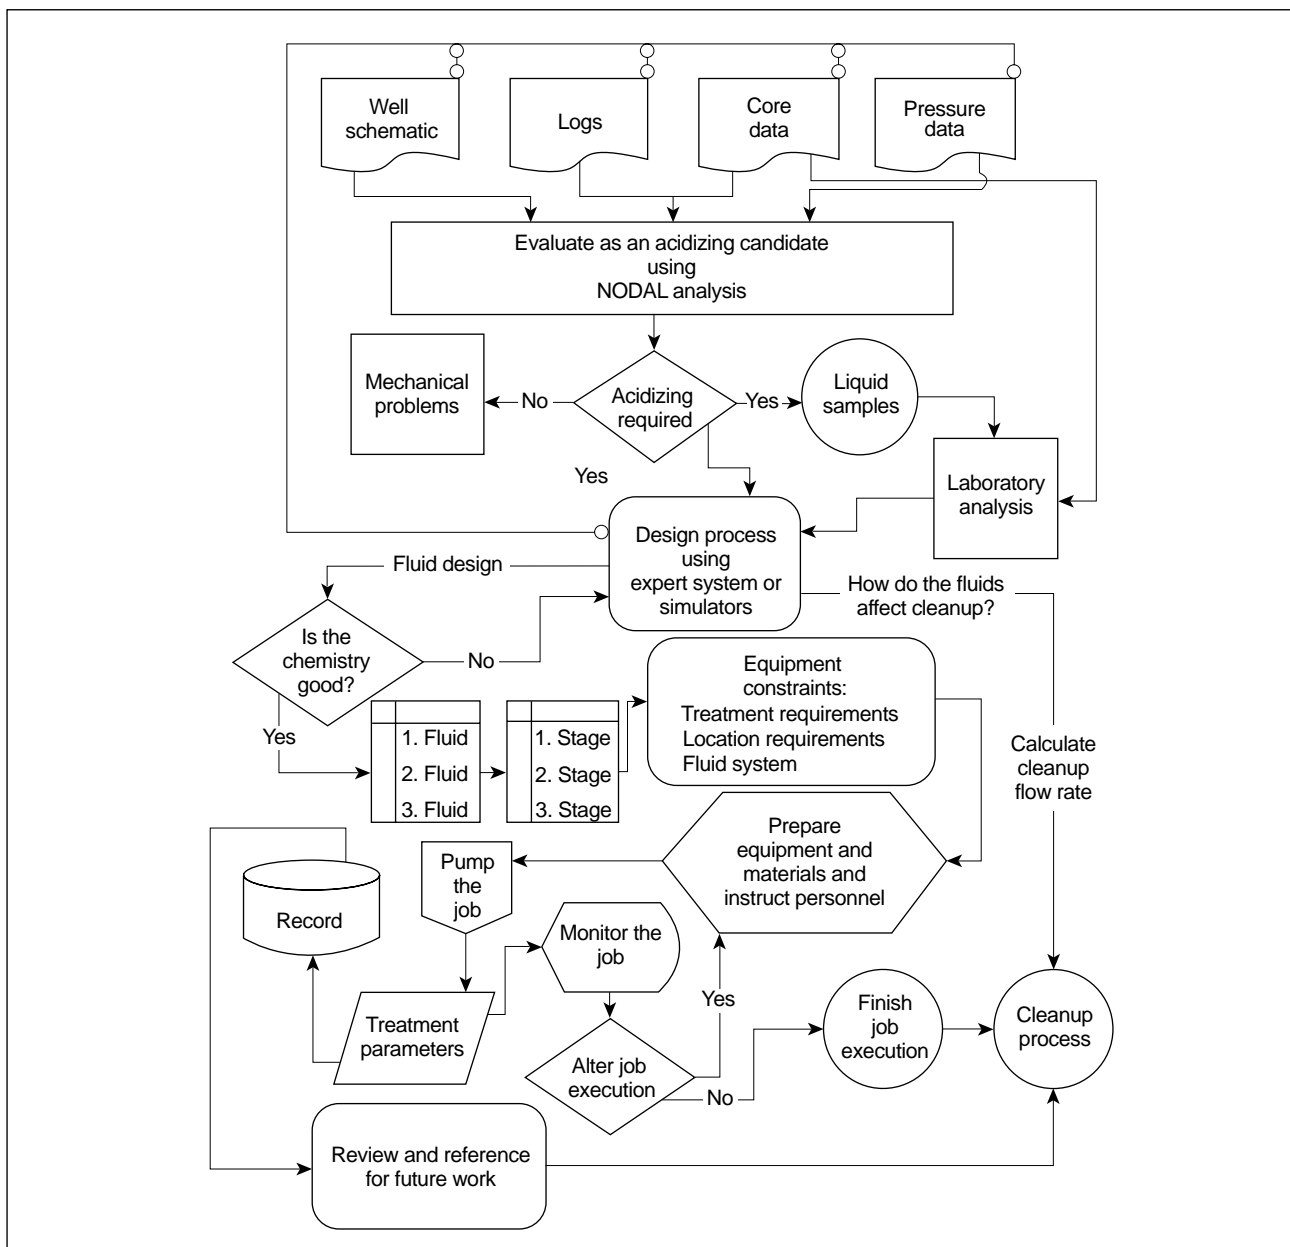 Well
schematic
Logs
Core
data
Pressure
data
Evaluate as an acidizing candidate
using
NODAL analysis
Mechanical
problems
No
Acidizing
required
Yes
Liquid
samples
Yes
Laboratory
analysis
Design process
using
expert system or
simulators
Fluid design
How do the fluids
affect cleanup?
Is the
chemistry
good?
No
Yes
1. Fluid
2. Fluid
3. Fluid
1. Stage
2. Stage
3. Stage
Equipment
constraints:
Treatment requirements
Location requirements
Fluid system
Calculate
cleanup
flow rate
Prepare
equipment and
materials and
instruct personnel
Pump
the
job
Record
Monitor the
job
Yes
Treatment
parameters
Alter job
execution
No
Finish
job
execution
Cleanup
process
Review and reference
for future work